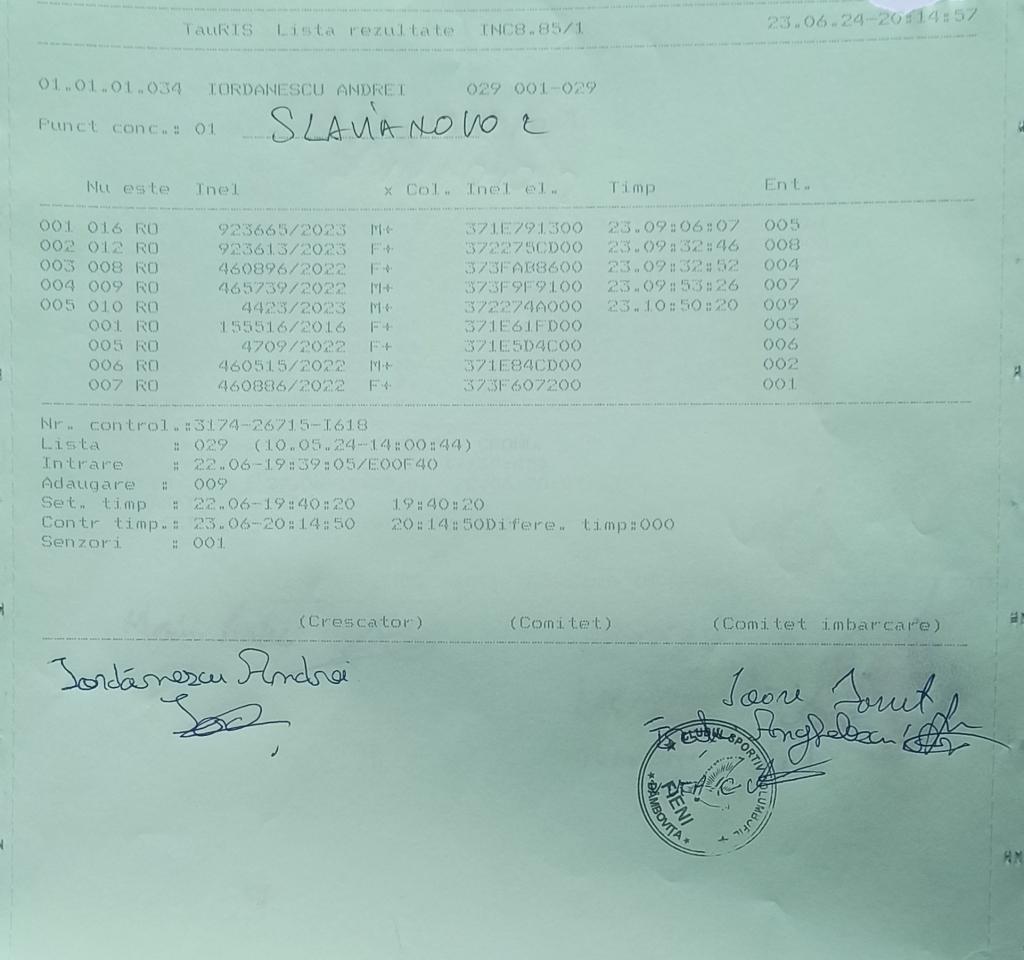 TauRIS Lista rezultate INC8.85/1 23.06.24-20:14:57
01.01.01.034 IORDANESCU ANDREI 029 001-029
Punct conc.: 01 SLAVIANOVO 2
Nu este Inel x Col. Inel el. Timp Ent.
001 016 RO 923665/2023 M+ 371E791300 23.09:06:07 005
002 012 RO 923613/2023 F+ 372275CD00 23.09:32:46 008
003 008 RO 460896/2022 F+ 373FAB8600 23.09:32:52 004
004 009 RO 465739/2022 M+ 373F9F9100 23.09:53:26 007
005 010 RO 4423/2023 M+ 372274A000 23.10:50:20 009
001 RO 155516/2016 F+ 371E61FD00 003
005 RO 4709/2022 F+ 371E5D4C00 006
006 RO 460515/2022 M+ 371E84CD00 002
007 RO 460886/2022 F+ 373F607200 001
Nr. control.:3174-26715-I618
Lista : 029 (10.05.24-14:00:44)
Intrare : 22.06-19:39:05/E00F40
Adaugare : 009
Set. timp : 22.06-19:40:20 19:40:20
Contr timp.: 23.06-20:14:50 20:14:50Difere. timp:000
Senzori : 001
(Crescator) (Comitet) (Comitet imbarcare)
Iordănescu Andrei
CLUBUL SPORTIV COLUMBOFIL
FIENI
DÂMBOVIȚA